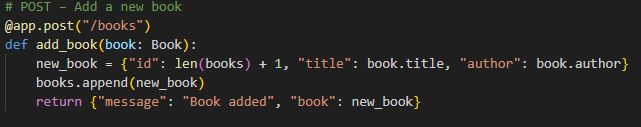 # POST – Add a new book
@app.post("/books")
def add_book(book: Book):
    new_book = {"id": len(books) + 1, "title": book.title, "author": book.author}
    books.append(new_book)
    return {"message": "Book added", "book": new_book}